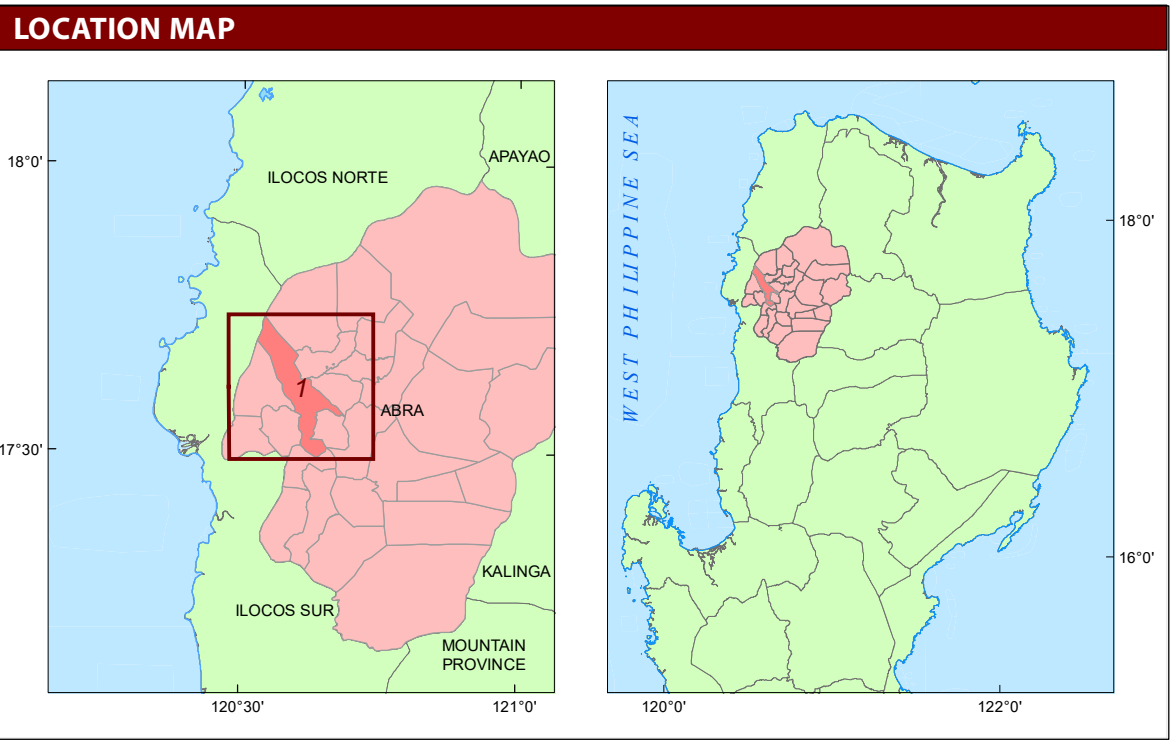 LOCATION MAP
18°0'
17°30'
120°30'
121°0'
APAYAO
ILOCOS NORTE
1
ABRA
KALINGA
ILOCOS SUR
MOUNTAIN
PROVINCE
WEST PHILIPPINE SEA
18°0'
16°0'
120°0'
122°0'